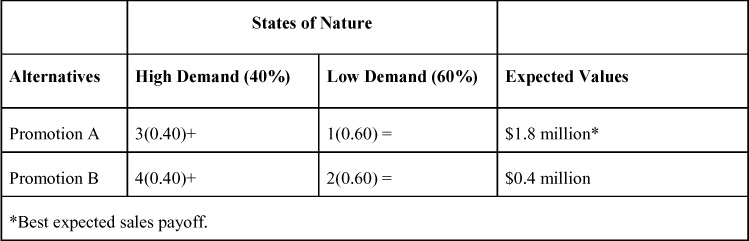 States of Nature
Alternatives High Demand (40%) Low Demand (60%) Expected Values
Promotion A 3(0.40)+ 1(0.60) = $1.8 million*
Promotion B 4(0.40)+ 2(0.60) = $0.4 million
*Best expected sales payoff.